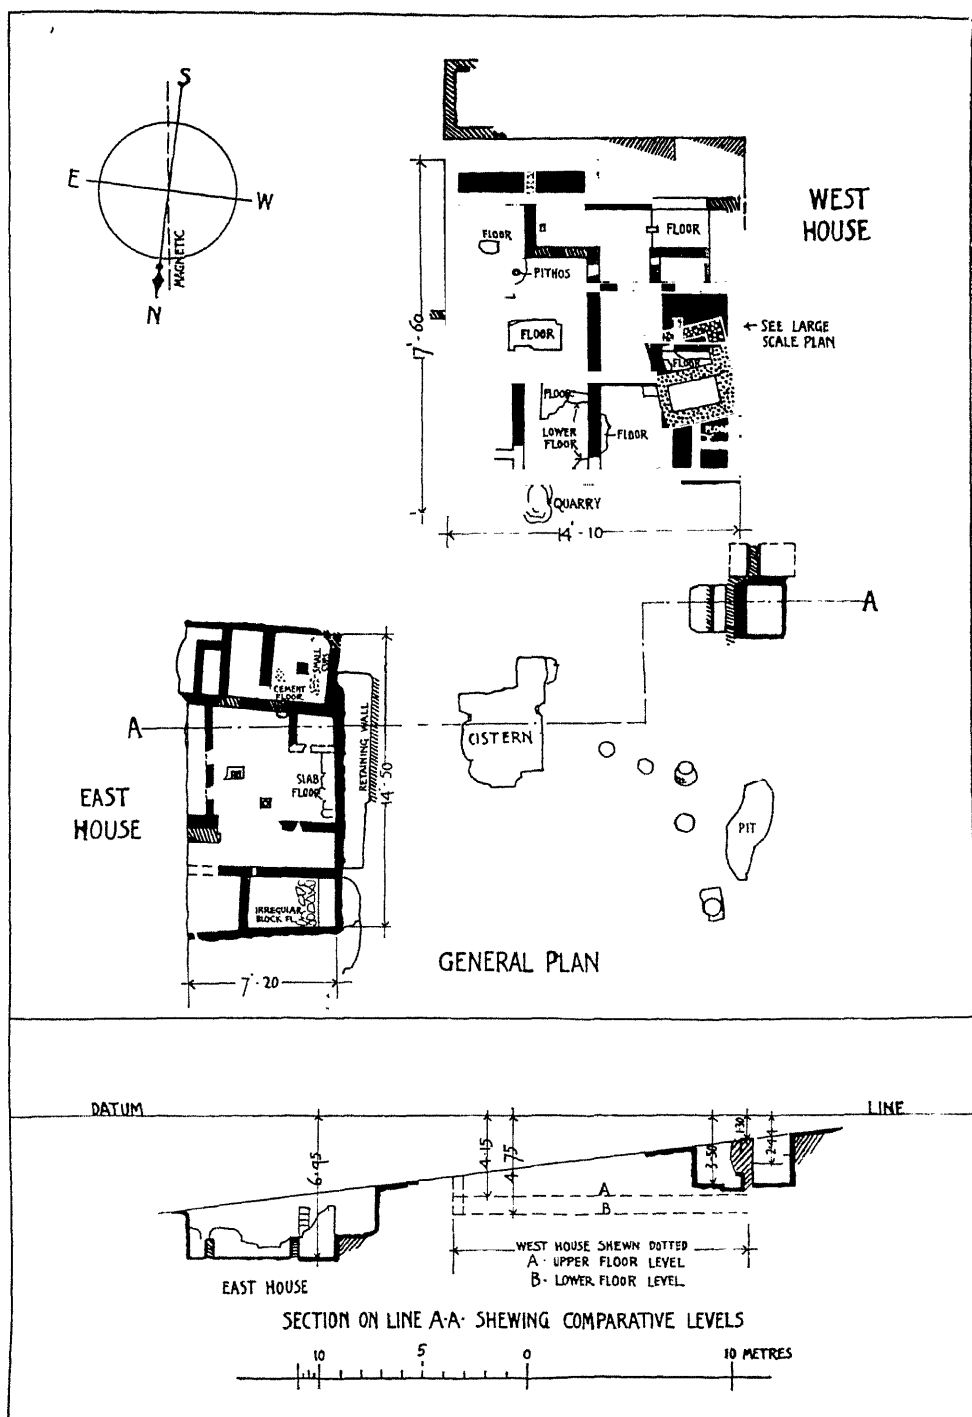 S
E
W
MAGNETIC
N
WEST
HOUSE
FLOOR
FLOOR
PITHOS
17'·60
FLOOR
SEE LARGE
SCALE PLAN
FLOOR
FLOOR
LOWER
FLOOR
FLOOR
QUARRY
14'·10
A
SMALL
CUPS
CEMENT
FLOOR
A
CISTERN
RETAINING WALL
14'·50
SLAB
FLOOR
EAST
HOUSE
PIT
IRREGULAR
BLOCK FL.
GENERAL PLAN
7'·20
DATUM
LINE
6·95
4·15
4·75
3·50
1·30
2·44
A
B
WEST HOUSE SHEWN DOTTED
A· UPPER FLOOR LEVEL
B· LOWER FLOOR LEVEL
EAST HOUSE
SECTION ON LINE A·A· SHEWING COMPARATIVE LEVELS
10 5 0 10 METRES